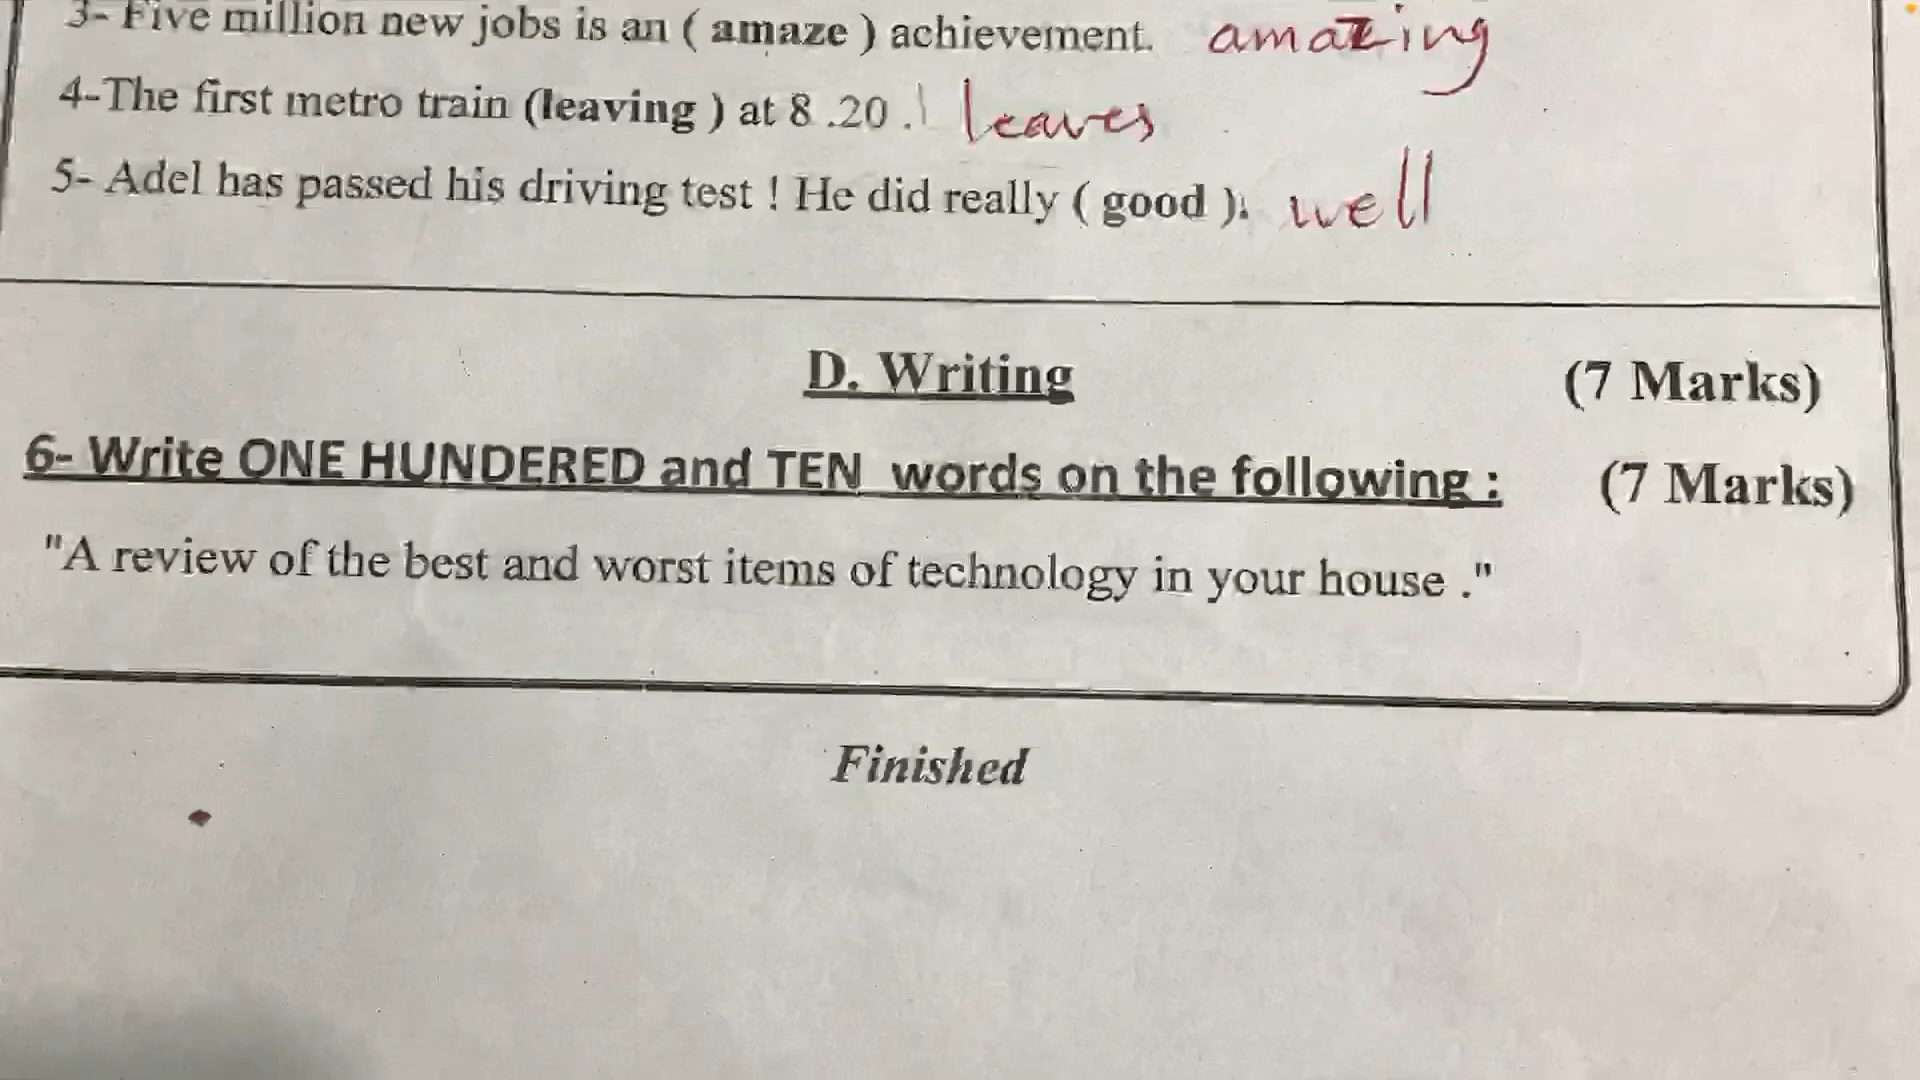 3- Five million new jobs is an ( amaze ) achievement. amazing
4-The first metro train (leaving ) at 8 .20 . leaves
5- Adel has passed his driving test ! He did really ( good ). well
D. Writing (7 Marks)
6- Write ONE HUNDERED and TEN words on the following : (7 Marks)
"A review of the best and worst items of technology in your house ."
Finished